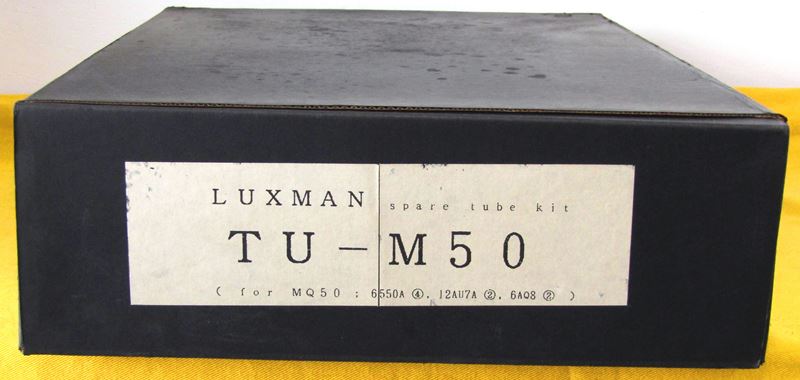 LUXMAN spare tube kit
TU-M50
( for MQ50 ; 6550A ④, 12AU7A ②, 6AQ8 ② )